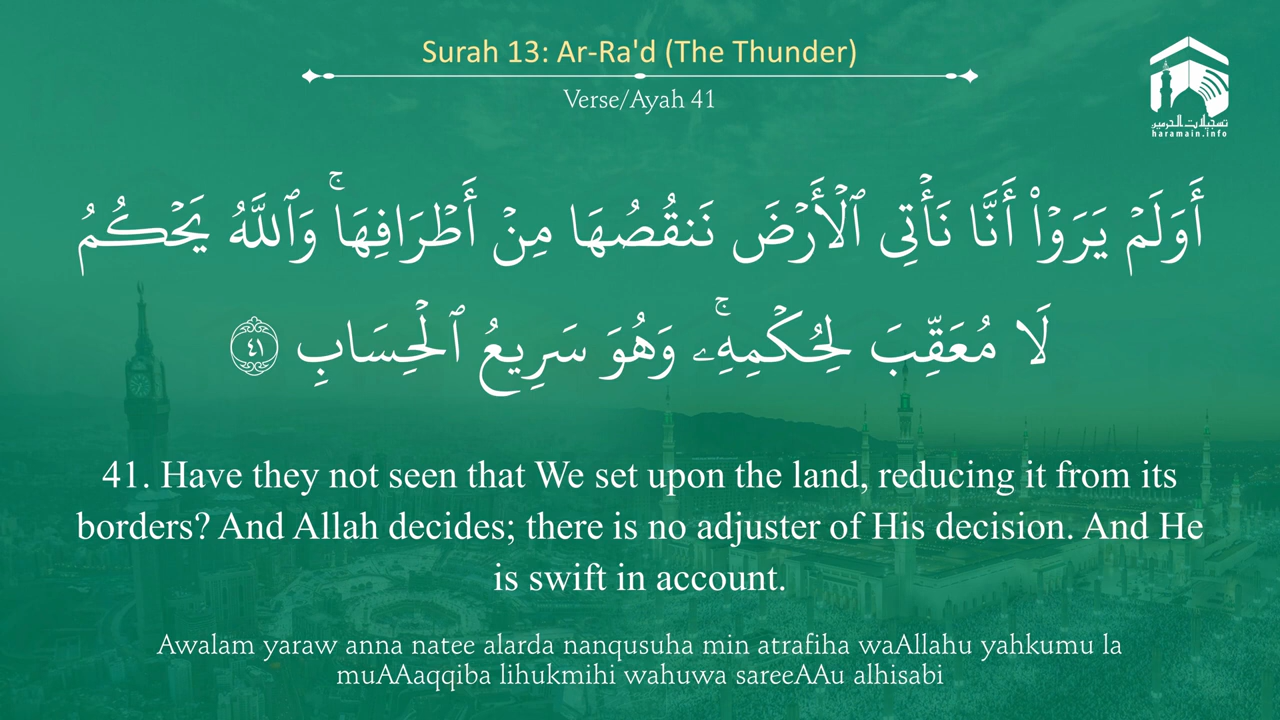 Surah 13: Ar-Ra'd (The Thunder)
Verse/Ayah 41
تسجيلات الحرمين
haramain.info
أَوَلَمۡ يَرَوۡاْ أَنَّا نَأۡتِي ٱلۡأَرۡضَ نَنقُصُهَا مِنۡ أَطۡرَافِهَاۚ وَٱللَّهُ يَحۡكُمُ
لَا مُعَقِّبَ لِحُكۡمِهِۦۚ وَهُوَ سَرِيعُ ٱلۡحِسَابِ ٤١
41. Have they not seen that We set upon the land, reducing it from its
borders? And Allah decides; there is no adjuster of His decision. And He
is swift in account.
Awalam yaraw anna natee alarda nanqusuha min atrafiha waAllahu yahkumu la
muAAaqqiba lihukmihi wahuwa sareeAAu alhisabi